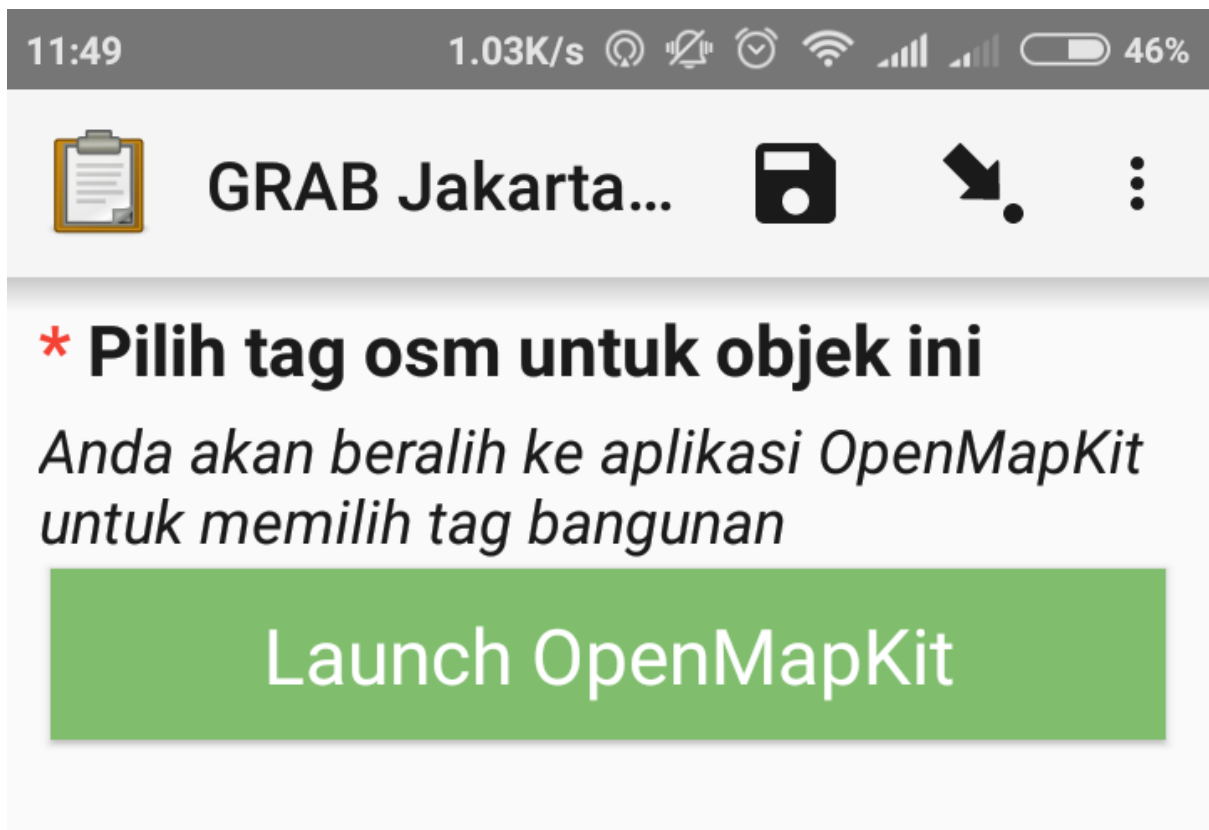 11:49 1.03K/s 46%
GRAB Jakarta...
* Pilih tag osm untuk objek ini
Anda akan beralih ke aplikasi OpenMapKit
untuk memilih tag bangunan
Launch OpenMapKit